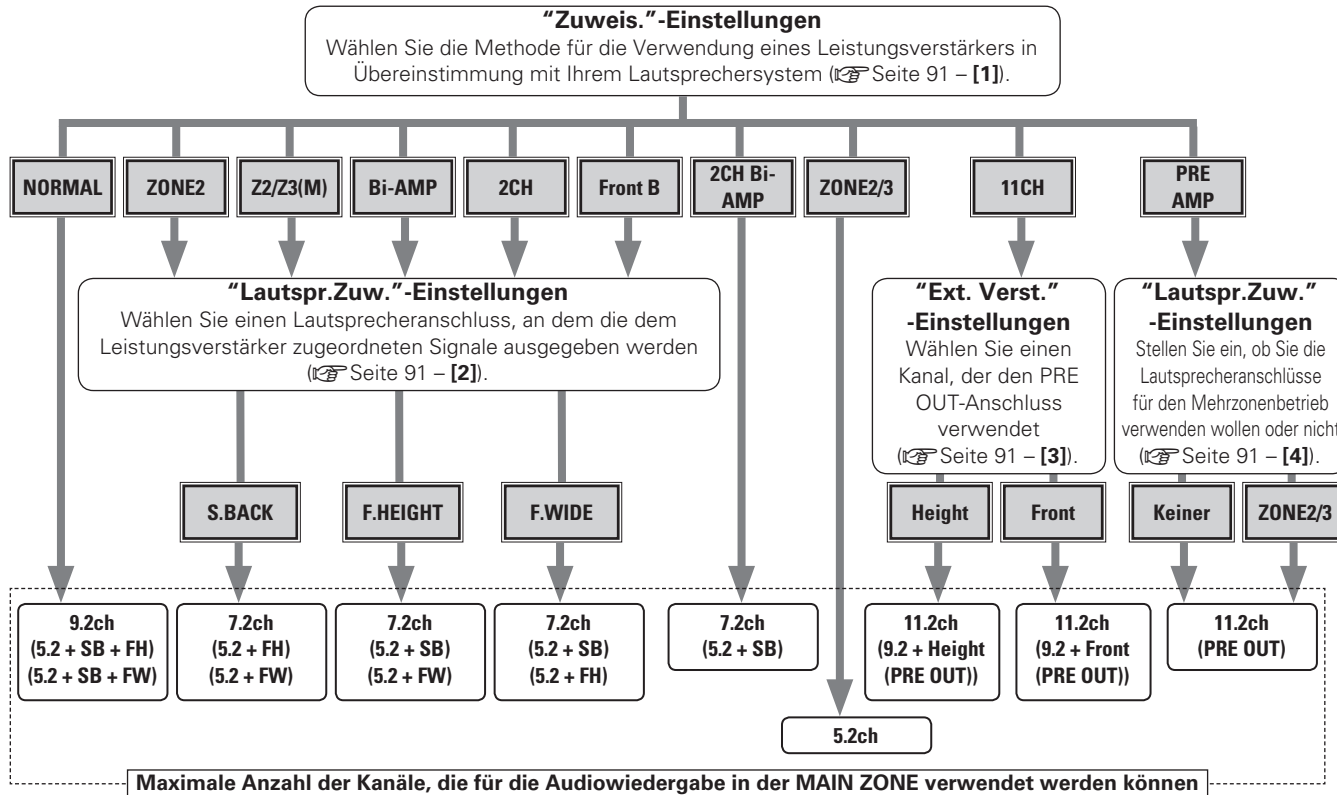 “Zuweis.”-Einstellungen
Wählen Sie die Methode für die Verwendung eines Leistungsverstärkers in
Übereinstimmung mit Ihrem Lautsprechersystem (☞ Seite 91 – [1]).
NORMAL
ZONE2
Z2/Z3(M)
Bi-AMP
2CH
Front B
2CH Bi-
AMP
ZONE2/3
11CH
PRE
AMP
“Lautspr.Zuw.”-Einstellungen
Wählen Sie einen Lautsprecheranschluss, an dem die dem
Leistungsverstärker zugeordneten Signale ausgegeben werden
(☞ Seite 91 – [2]).
“Ext. Verst.”
-Einstellungen
Wählen Sie einen
Kanal, der den PRE
OUT-Anschluss
verwendet
(☞ Seite 91 – [3]).
“Lautspr.Zuw.”
-Einstellungen
Stellen Sie ein, ob Sie die
Lautsprecheranschlüsse
für den Mehrzonenbetrieb
verwenden wollen oder nicht
(☞ Seite 91 – [4]).
S.BACK
F.HEIGHT
F.WIDE
Height
Front
Keiner
ZONE2/3
9.2ch
(5.2 + SB + FH)
(5.2 + SB + FW)
7.2ch
(5.2 + FH)
(5.2 + FW)
7.2ch
(5.2 + SB)
(5.2 + FW)
7.2ch
(5.2 + SB)
(5.2 + FH)
7.2ch
(5.2 + SB)
5.2ch
11.2ch
(9.2 + Height
(PRE OUT))
11.2ch
(9.2 + Front
(PRE OUT))
11.2ch
(PRE OUT)
Maximale Anzahl der Kanäle, die für die Audiowiedergabe in der MAIN ZONE verwendet werden können